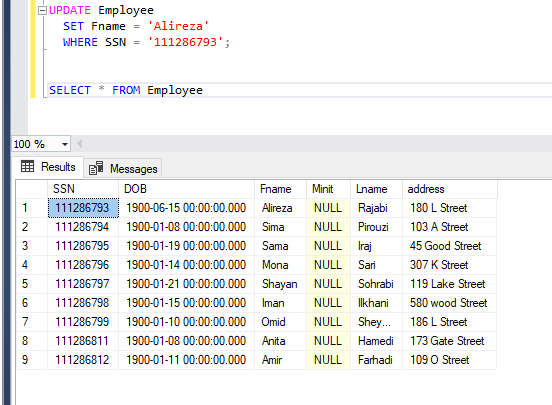 UPDATE Employee
SET Fname = 'Alireza'
WHERE SSN = '111286793';
SELECT * FROM Employee
100 %
Results Messages
SSN DOB Fname Minit Lname address
1 111286793 1900-06-15 00:00:00.000 Alireza NULL Rajabi 180 L Street
2 111286794 1900-01-08 00:00:00.000 Sima NULL Pirouzi 103 A Street
3 111286795 1900-01-19 00:00:00.000 Sama NULL Iraj 45 Good Street
4 111286796 1900-01-14 00:00:00.000 Mona NULL Sari 307 K Street
5 111286797 1900-01-21 00:00:00.000 Shayan NULL Sohrabi 119 Lake Street
6 111286798 1900-01-15 00:00:00.000 Iman NULL Ilkhani 580 wood Street
7 111286799 1900-01-10 00:00:00.000 Omid NULL Shey... 186 L Street
8 111286811 1900-01-08 00:00:00.000 Anita NULL Hamedi 173 Gate Street
9 111286812 1900-01-11 00:00:00.000 Amir NULL Farhadi 109 O Street